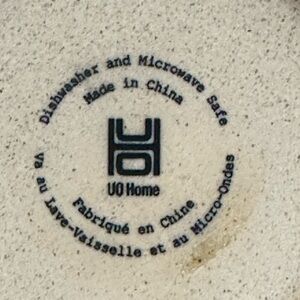 Dishwasher and Microwave Safe
Made in China
UO
UO Home
Fabriqué en Chine
Va au Lave-Vaisselle et au Micro-Ondes